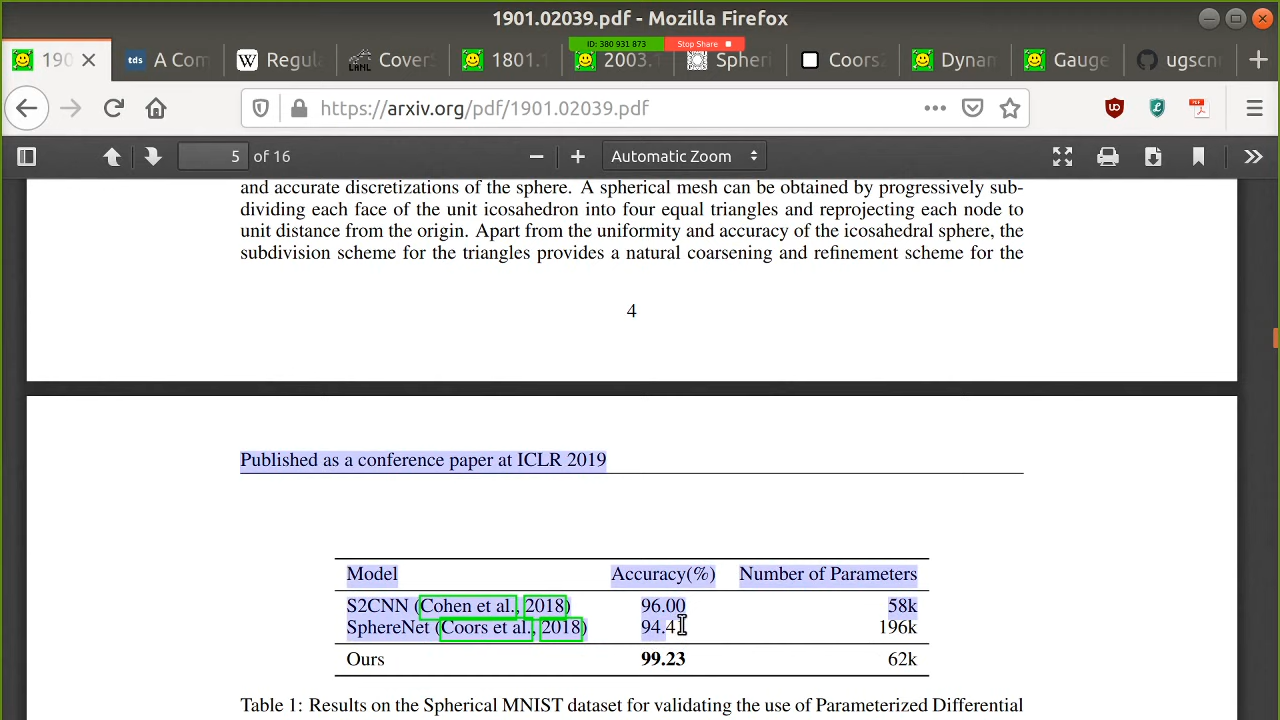 1901.02039.pdf - Mozilla Firefox
ID: 380 931 873
Stop Share
190
tds
A Com
W
Regula
LANL
Covers
1801.1
2003.1
Spheri
Coors2
Dynan
Gauge
ugscnn
https://arxiv.org/pdf/1901.02039.pdf
5 of 16
Automatic Zoom
and accurate discretizations of the sphere. A spherical mesh can be obtained by progressively sub-
dividing each face of the unit icosahedron into four equal triangles and reprojecting each node to
unit distance from the origin. Apart from the uniformity and accuracy of the icosahedral sphere, the
subdivision scheme for the triangles provides a natural coarsening and refinement scheme for the
4
Published as a conference paper at ICLR 2019
Model Accuracy(%) Number of Parameters
S2CNN (Cohen et al., 2018) 96.00 58k
SphereNet (Coors et al., 2018) 94.4 196k
Ours 99.23 62k
Table 1: Results on the Spherical MNIST dataset for validating the use of Parameterized Differential